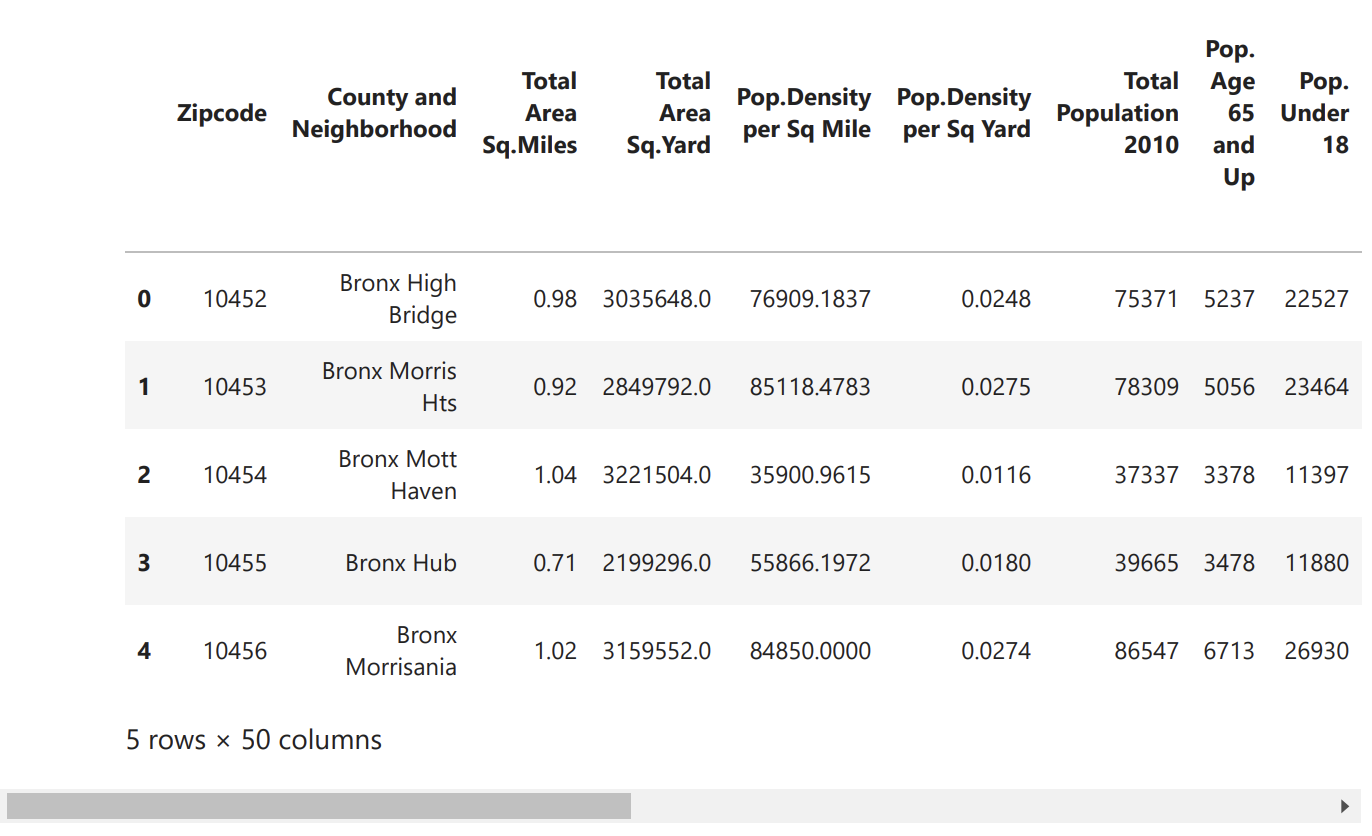 Zipcode County and Neighborhood Total Area Sq.Miles Total Area Sq.Yard Pop.Density per Sq Mile Pop.Density per Sq Yard Total Population 2010 Pop. Age 65 and Up Pop. Under 18
0 10452 Bronx High Bridge 0.98 3035648.0 76909.1837 0.0248 75371 5237 22527
1 10453 Bronx Morris Hts 0.92 2849792.0 85118.4783 0.0275 78309 5056 23464
2 10454 Bronx Mott Haven 1.04 3221504.0 35900.9615 0.0116 37337 3378 11397
3 10455 Bronx Hub 0.71 2199296.0 55866.1972 0.0180 39665 3478 11880
4 10456 Bronx Morrisania 1.02 3159552.0 84850.0000 0.0274 86547 6713 26930
5 rows × 50 columns